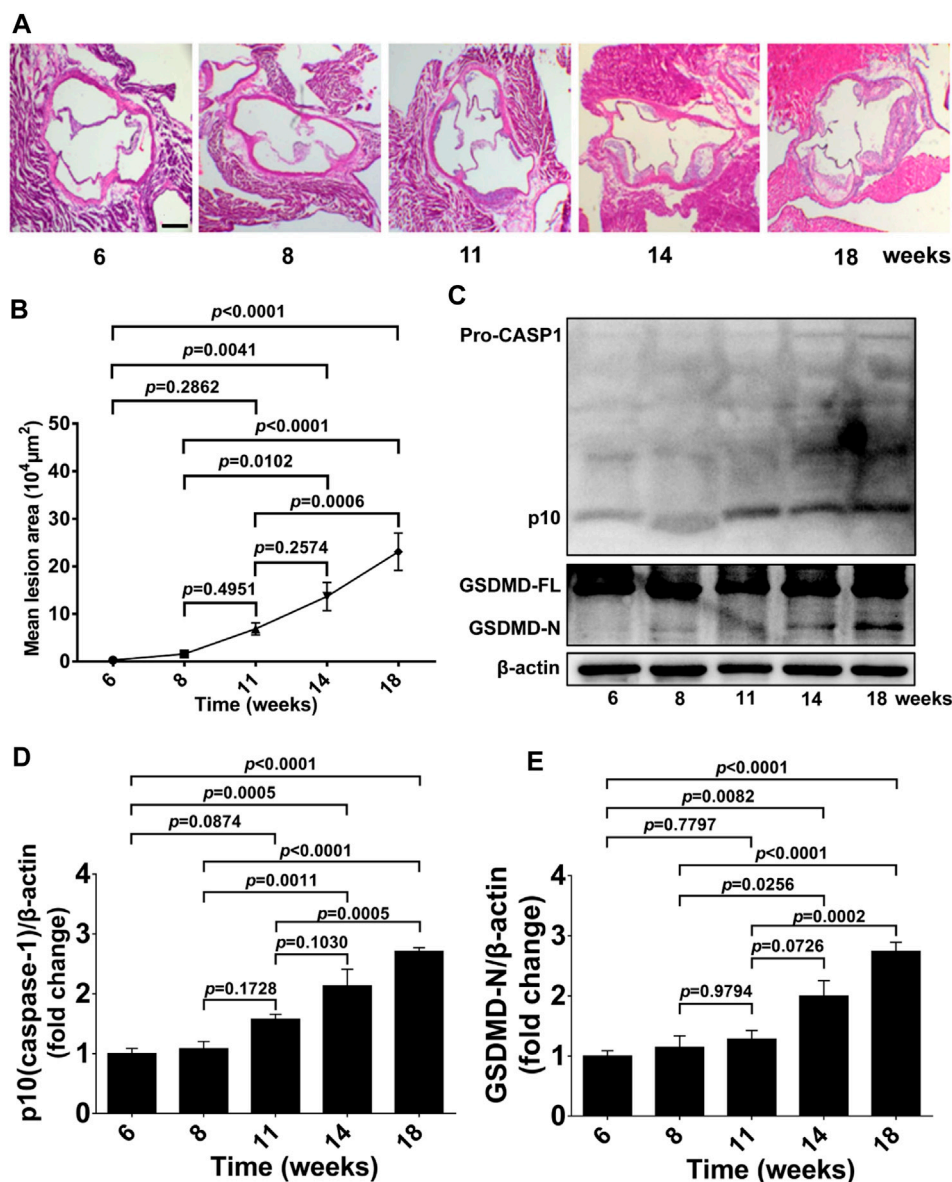 A
6 8 11 14 18 weeks
B
p<0.0001
p=0.0041
p=0.2862
p<0.0001
p=0.0102
p=0.0006
p=0.2574
p=0.4951
Mean lesion area (10⁴μm²)
50
40
30
20
10
0
6 8 11 14 18
Time (weeks)
C
Pro-CASP1
p10
GSDMD-FL
GSDMD-N
β-actin
6 8 11 14 18 weeks
D
p<0.0001
p=0.0005
p=0.0874
p<0.0001
p=0.0011
p=0.0005
p=0.1030
p=0.1728
p10(caspase-1)/β-actin
(fold change)
4
3
2
1
0
6 8 11 14 18
Time (weeks)
E
p<0.0001
p=0.0082
p=0.7797
p<0.0001
p=0.0256
p=0.0002
p=0.0726
p=0.9794
GSDMD-N/β-actin
(fold change)
4
3
2
1
0
6 8 11 14 18
Time (weeks)